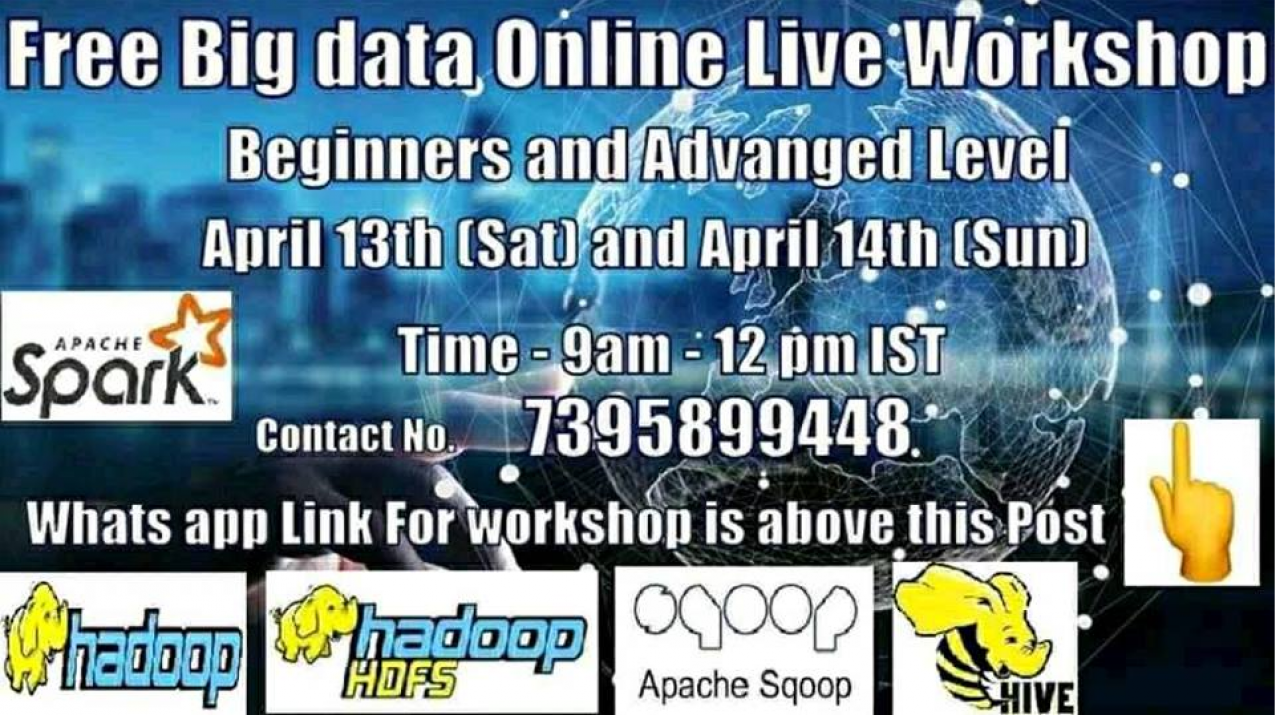 Free Big data Online Live Workshop
Beginners and Advanged Level
April 13th (Sat) and April 14th (Sun)
APACHE
Spark™
Time - 9am - 12 pm IST
Contact No. 7395899448.
Whats app Link For workshop is above this Post
hadoop
hadoop
HDFS
sqoop
Apache Sqoop
HIVE